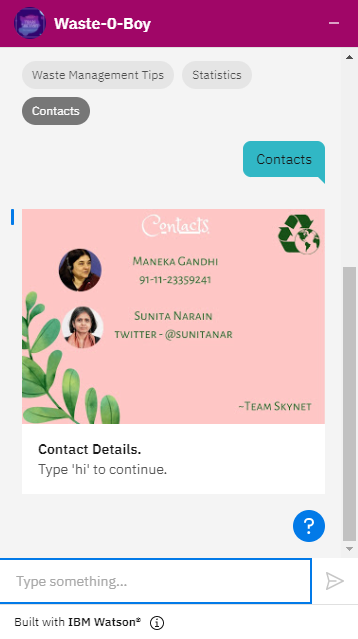 Waste-O-Boy
Waste Management Tips
Statistics
Contacts
Contacts
Contacts
Maneka Gandhi
91-11-23359241
Sunita Narain
twitter - @sunitanar
~Team Skynet
Contact Details.
Type 'hi' to continue.
?
Type something...
Built with IBM Watson®